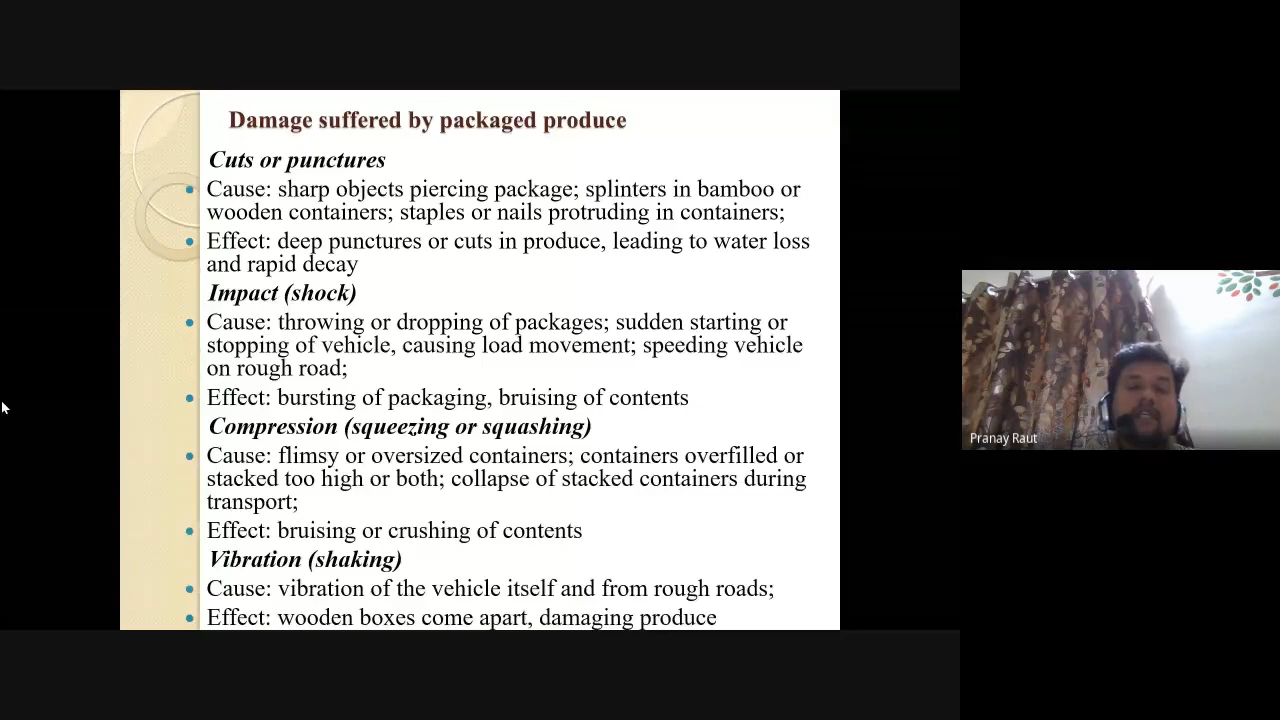 Damage suffered by packaged produce
Cuts or punctures
Cause: sharp objects piercing package; splinters in bamboo or
wooden containers; staples or nails protruding in containers;
Effect: deep punctures or cuts in produce, leading to water loss
and rapid decay
Impact (shock)
Cause: throwing or dropping of packages; sudden starting or
stopping of vehicle, causing load movement; speeding vehicle
on rough road;
Effect: bursting of packaging, bruising of contents
Compression (squeezing or squashing)
Cause: flimsy or oversized containers; containers overfilled or
stacked too high or both; collapse of stacked containers during
transport;
Effect: bruising or crushing of contents
Vibration (shaking)
Cause: vibration of the vehicle itself and from rough roads;
Effect: wooden boxes come apart, damaging produce
Pranay Raut